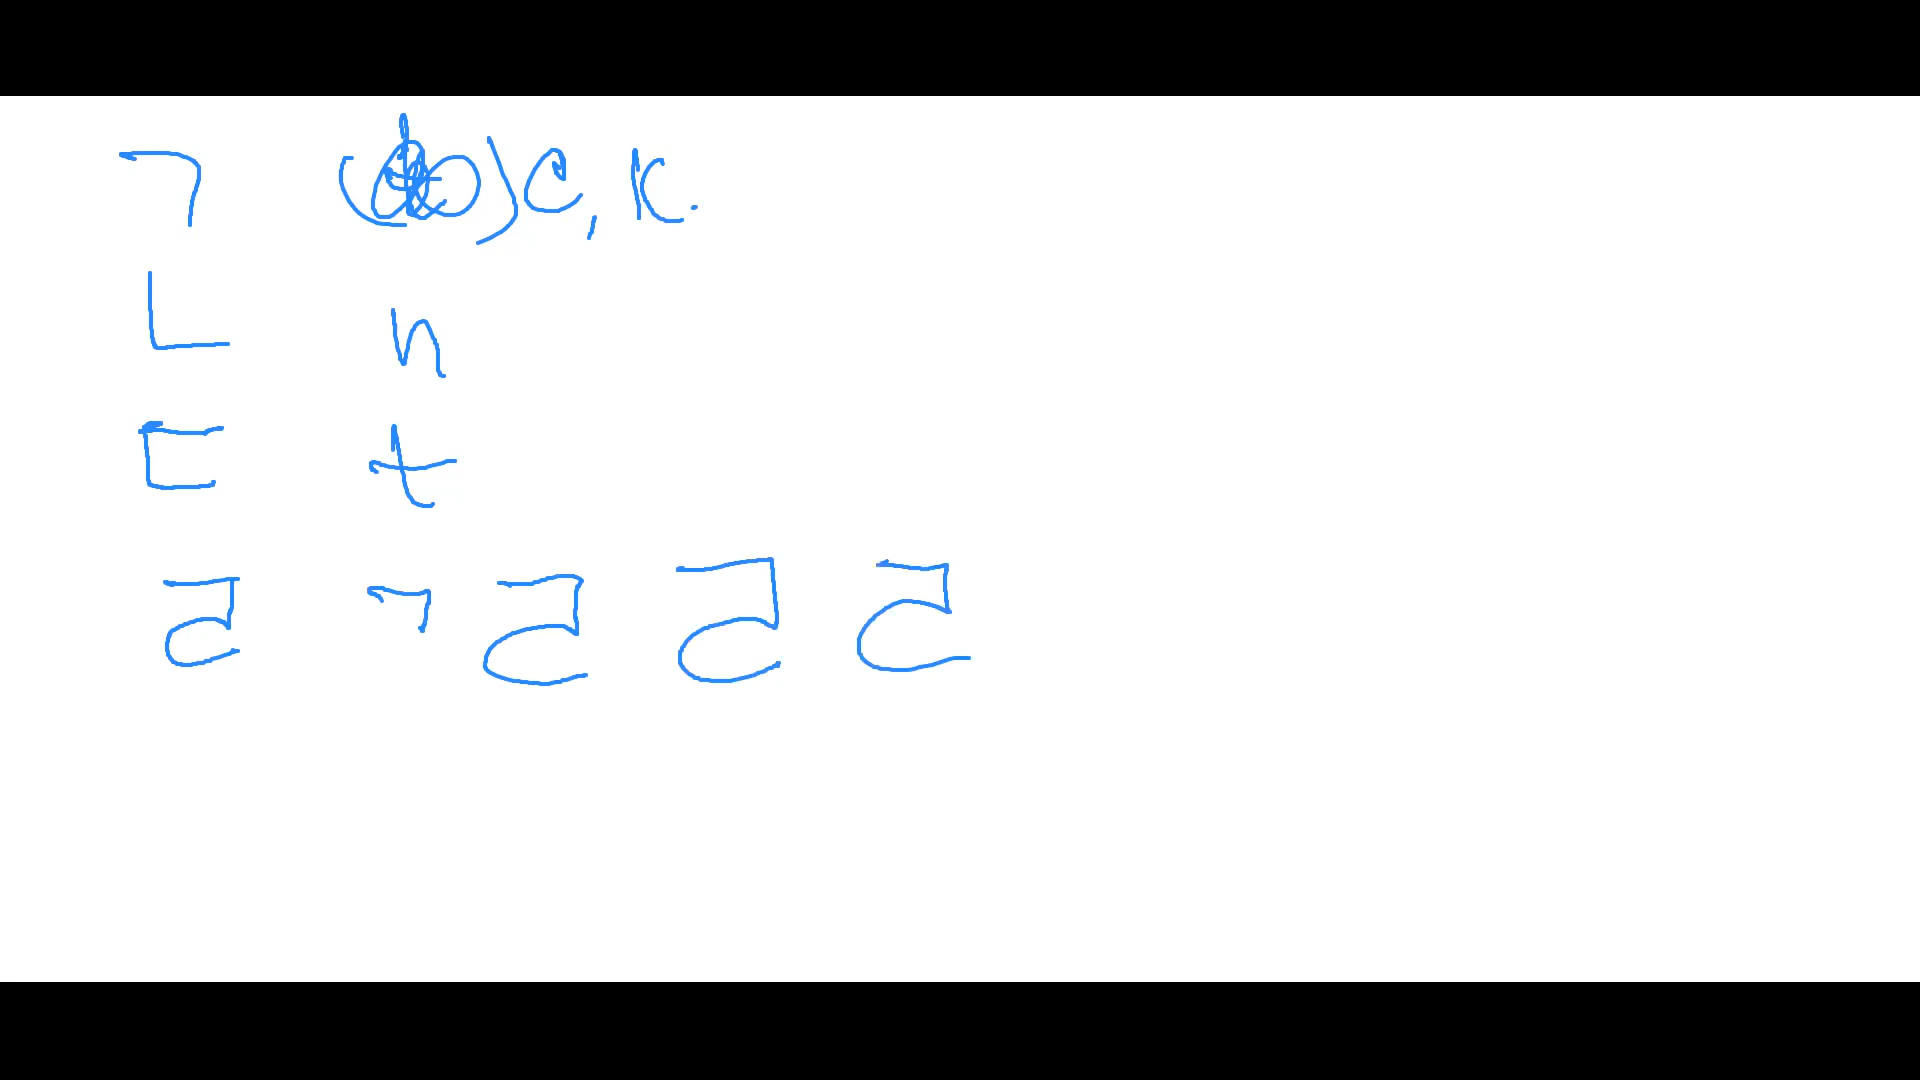 ㄱ ( ) c, k.
ㄴ n
ㄷ t
ㄹ ㄱ ㄹ ㄹ ㄹ